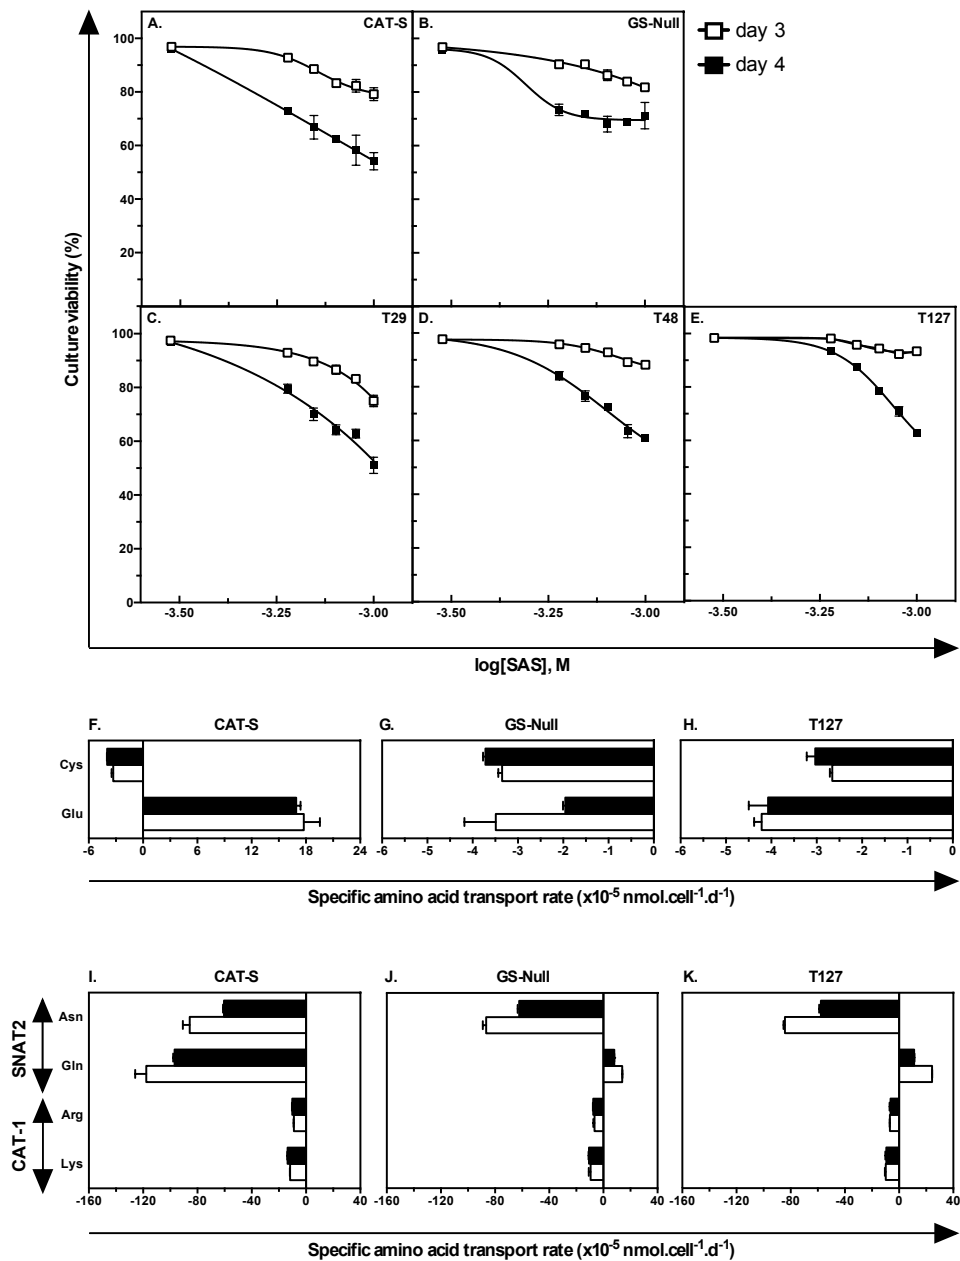 A. CAT-S
B. GS-Null
day 3
day 4
100
80
60
40
20
Culture viability (%)
C. T29
D. T48
E. T127
100
80
60
40
20
0
-3.50 -3.25 -3.00
-3.50 -3.25 -3.00
-3.50 -3.25 -3.00
log[SAS], M
F. CAT-S
G. GS-Null
H. T127
Cys
Glu
-6 0 6 12 18 24
-6 -5 -4 -3 -2 -1 0
-6 -5 -4 -3 -2 -1 0
Specific amino acid transport rate (x10⁻⁵ nmol.cell⁻¹.d⁻¹)
I. CAT-S
J. GS-Null
K. T127
SNAT2
Asn
Gln
CAT-1
Arg
Lys
-160 -120 -80 -40 0 40
-160 -120 -80 -40 0 40
-160 -120 -80 -40 0 40
Specific amino acid transport rate (x10⁻⁵ nmol.cell⁻¹.d⁻¹)